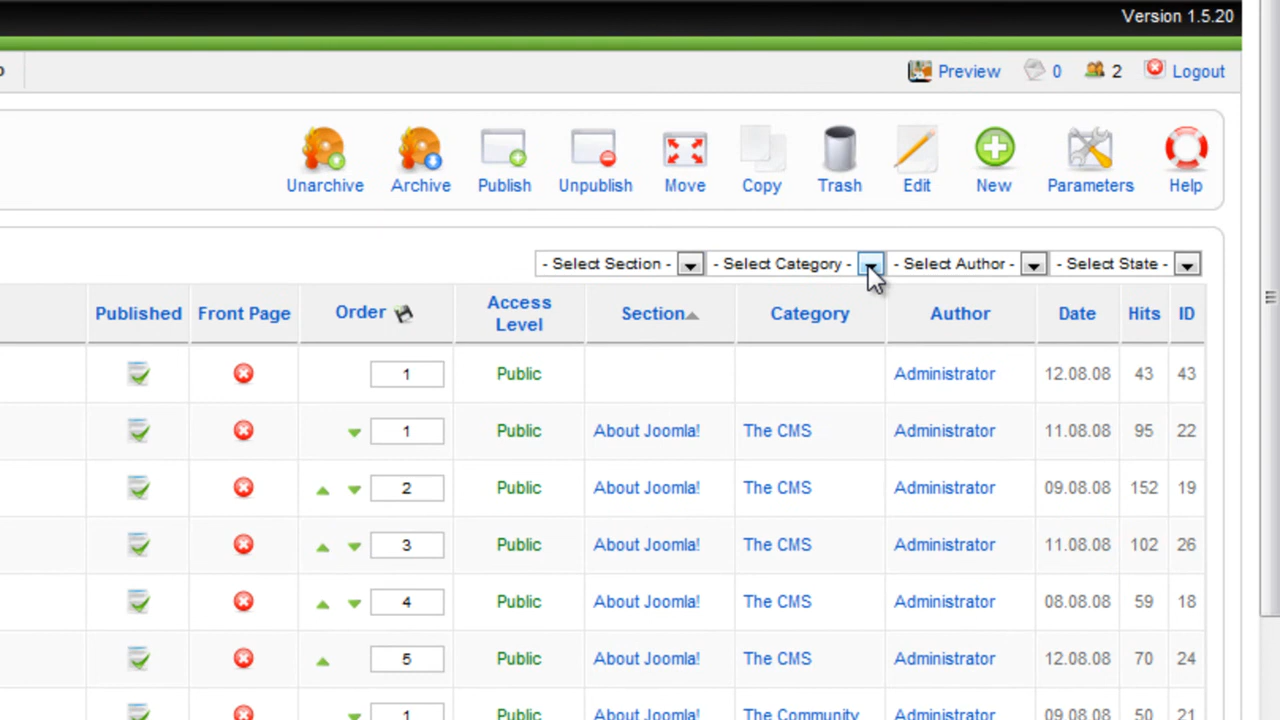 Version 1.5.20
Preview 0 2 Logout
Unarchive Archive Publish Unpublish Move Copy Trash Edit New Parameters Help
- Select Section - - Select Category - - Select Author - - Select State -
Published Front Page Order Access Level Section Category Author Date Hits ID
1 Public Administrator 12.08.08 43 43
1 Public About Joomla! The CMS Administrator 11.08.08 95 22
2 Public About Joomla! The CMS Administrator 09.08.08 152 19
3 Public About Joomla! The CMS Administrator 11.08.08 102 26
4 Public About Joomla! The CMS Administrator 08.08.08 59 18
5 Public About Joomla! The CMS Administrator 12.08.08 70 24
1 Public About Joomla! The Community Administrator 09.08.08 50 21